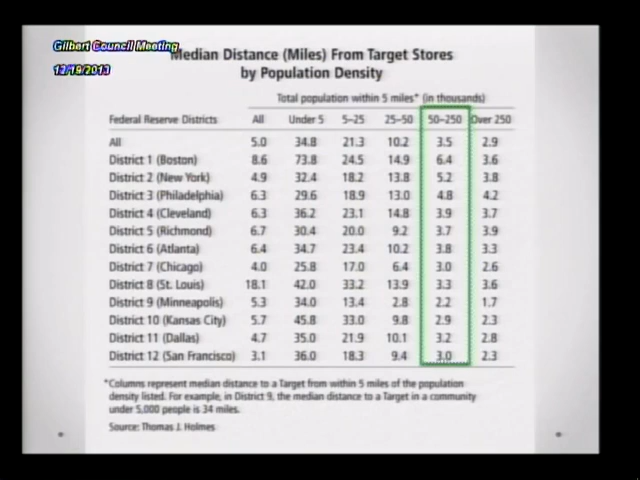 Gilbert Council Meeting
12/19/2013
Median Distance (Miles) From Target Stores
by Population Density
Total population within 5 miles* (in thousands)
Federal Reserve Districts All Under 5 5–25 25–50 50–250 Over 250
All 5.0 34.8 21.3 10.2 3.5 2.9
District 1 (Boston) 8.6 73.8 24.5 14.9 6.4 3.6
District 2 (New York) 4.9 32.4 18.2 13.8 5.2 3.8
District 3 (Philadelphia) 6.3 29.6 18.9 13.0 4.8 4.2
District 4 (Cleveland) 6.3 36.2 23.1 14.8 3.9 3.7
District 5 (Richmond) 6.7 30.4 20.0 9.2 3.7 3.9
District 6 (Atlanta) 6.4 34.7 23.4 10.2 3.8 3.3
District 7 (Chicago) 4.0 25.8 17.0 6.4 3.0 2.6
District 8 (St. Louis) 18.1 42.0 33.2 13.9 3.3 3.6
District 9 (Minneapolis) 5.3 34.0 13.4 2.8 2.2 1.7
District 10 (Kansas City) 5.7 45.8 33.0 9.8 2.9 2.3
District 11 (Dallas) 4.7 35.0 21.9 10.1 3.2 2.8
District 12 (San Francisco) 3.1 36.0 18.3 9.4 3.0 2.3
*Columns represent median distance to a Target from within 5 miles of the population
density listed. For example, in District 9, the median distance to a Target in a community
under 5,000 people is 34 miles.
Source: Thomas J. Holmes